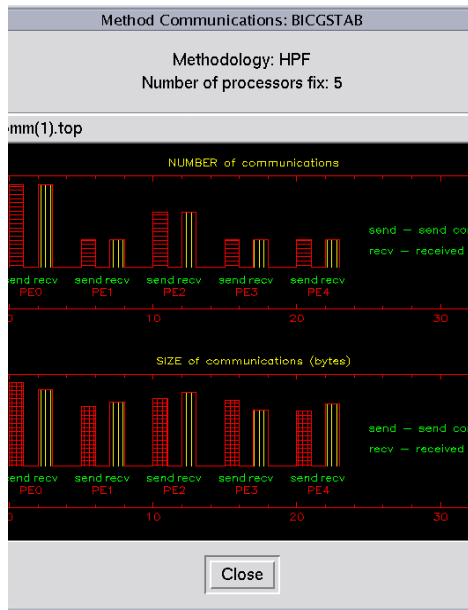 Method Communications: BICGSTAB
Methodology: HPF
Number of processors fix: 5
omm(1).top
NUMBER of communications
send – send co
recv – received
send recv send recv send recv send recv send recv
PE0 PE1 PE2 PE3 PE4
0 10 20 30
SIZE of communications (bytes)
send – send co
recv – received
send recv send recv send recv send recv send recv
PE0 PE1 PE2 PE3 PE4
0 10 20 30
Close